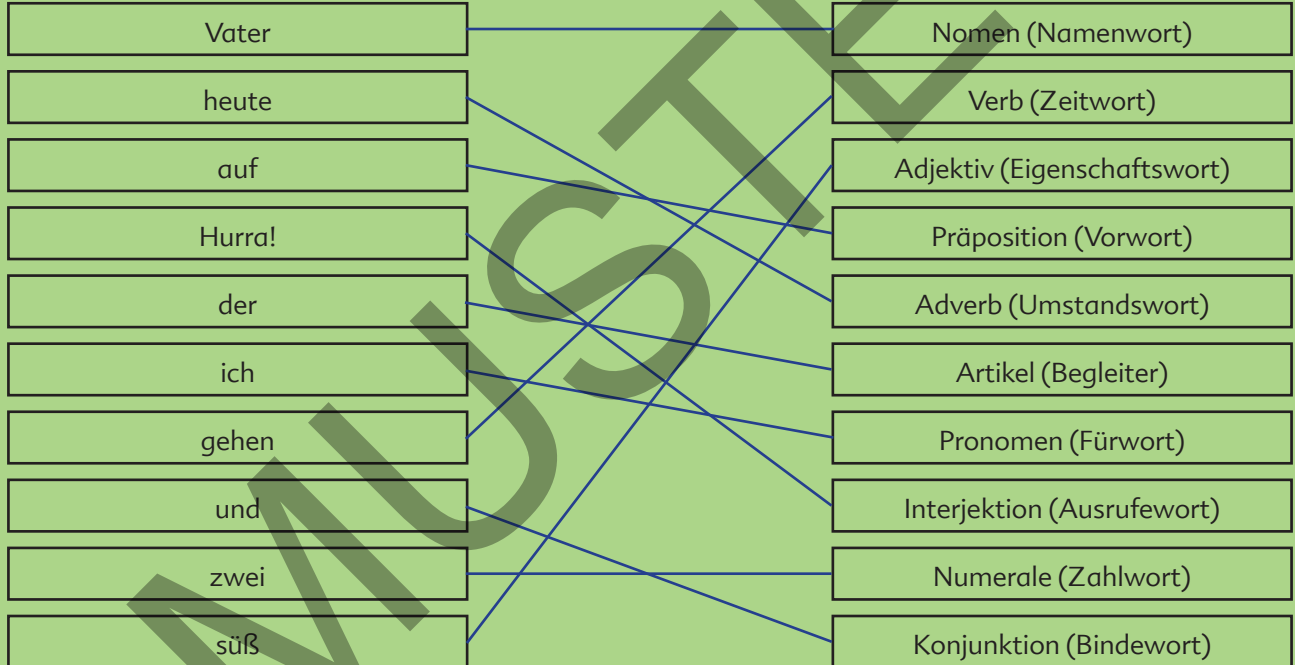 Vater Nomen (Namenwort)
heute Verb (Zeitwort)
auf Adjektiv (Eigenschaftswort)
Hurra! Präposition (Vorwort)
der Adverb (Umstandswort)
ich Artikel (Begleiter)
gehen Pronomen (Fürwort)
und Interjektion (Ausrufewort)
zwei Numerale (Zahlwort)
süß Konjunktion (Bindewort)
MUSTE